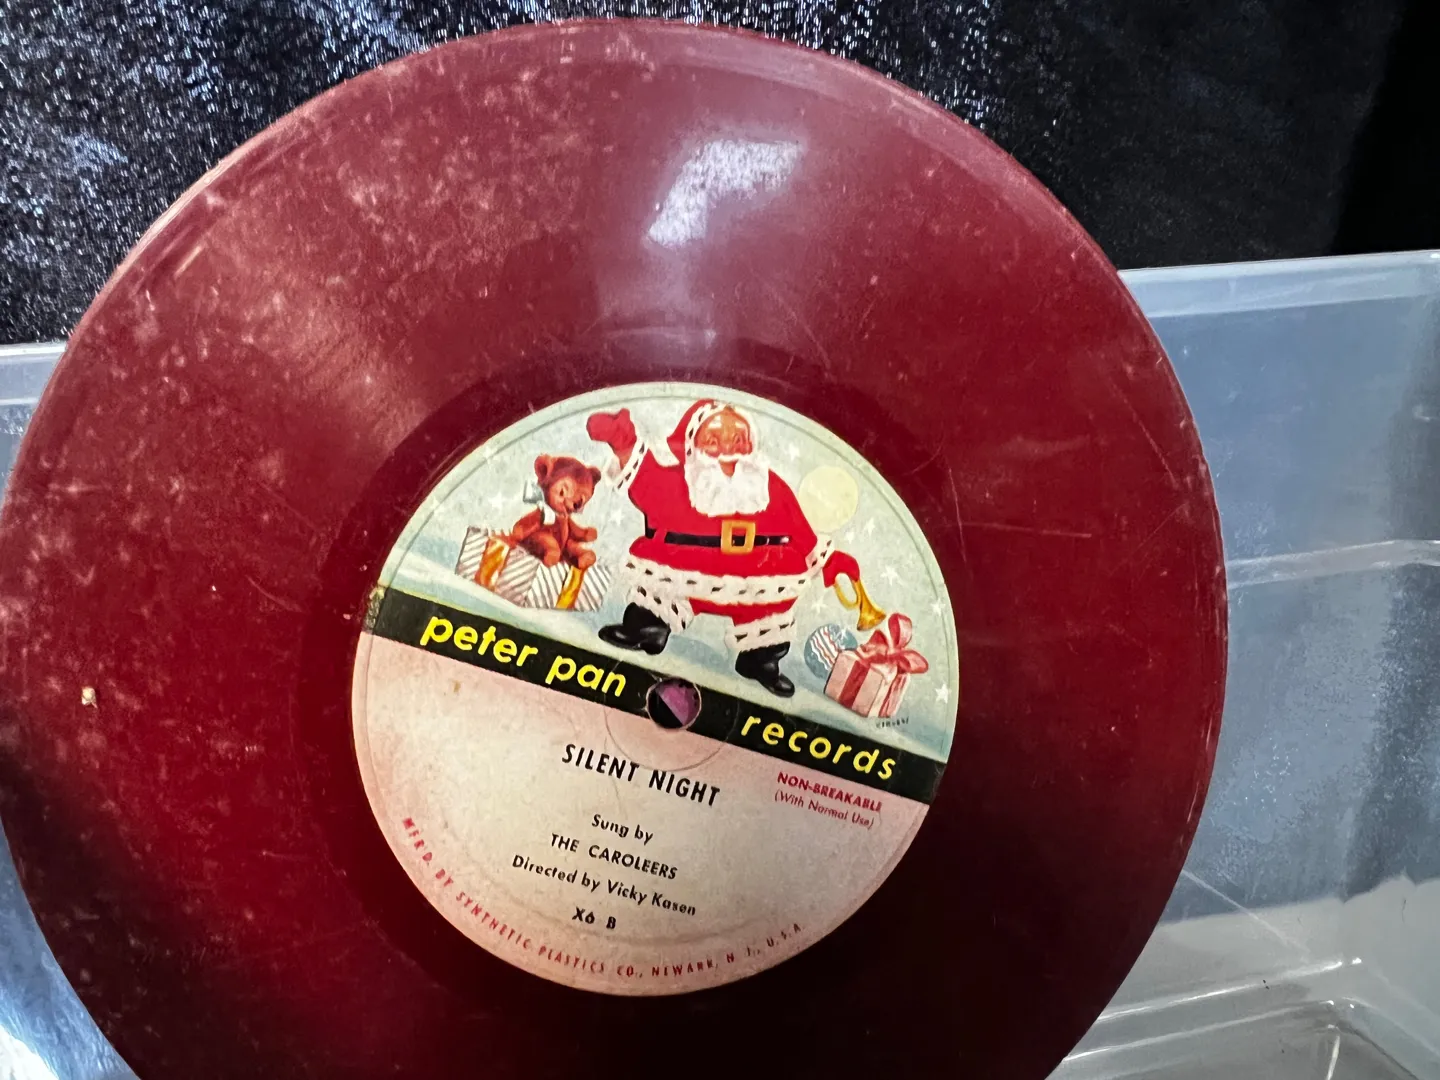 peter pan records
SILENT NIGHT
NON-BREAKABLE
(With Normal Use)
Sung by
THE CAROLEERS
Directed by Vicky Kasen
X6 B
MF'R'D. BY SYNTHETIC PLASTICS CO., NEWARK, N. J., U.S.A.